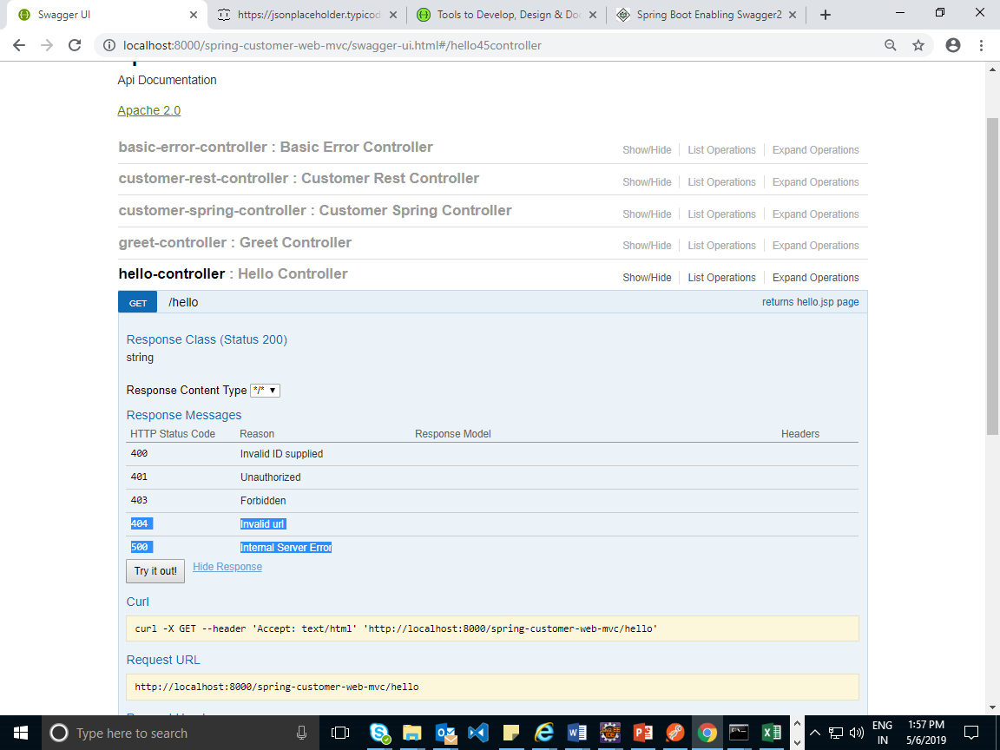 Swagger UI
https://jsonplaceholder.typicod
Tools to Develop, Design & Do
Spring Boot Enabling Swagger2
localhost:8000/spring-customer-web-mvc/swagger-ui.html#/hello45controller
Api Documentation
Apache 2.0
basic-error-controller : Basic Error Controller Show/Hide List Operations Expand Operations
customer-rest-controller : Customer Rest Controller Show/Hide List Operations Expand Operations
customer-spring-controller : Customer Spring Controller Show/Hide List Operations Expand Operations
greet-controller : Greet Controller Show/Hide List Operations Expand Operations
hello-controller : Hello Controller Show/Hide List Operations Expand Operations
GET /hello returns hello.jsp page
Response Class (Status 200)
string
Response Content Type */*
Response Messages
HTTP Status Code Reason Response Model Headers
400 Invalid ID supplied
401 Unauthorized
403 Forbidden
404 Invalid url
500 Internal Server Error
Try it out! Hide Response
Curl
curl -X GET --header 'Accept: text/html' 'http://localhost:8000/spring-customer-web-mvc/hello'
Request URL
http://localhost:8000/spring-customer-web-mvc/hello
Type here to search
ENG 1:57 PM
IN 5/6/2019